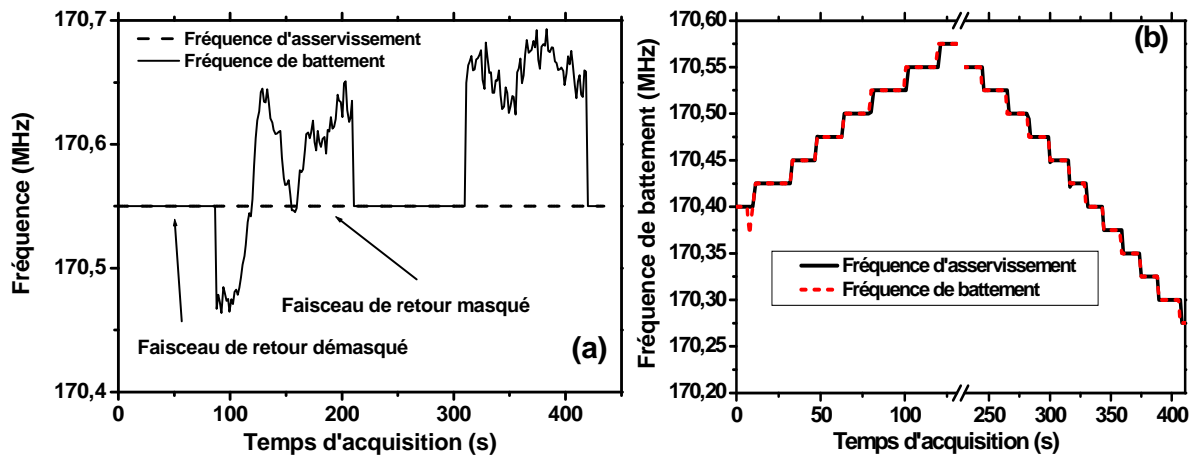 170,7
170,6
170,5
170,4
Fréquence (MHz)
Fréquence d'asservissement
Fréquence de battement
Faisceau de retour masqué
Faisceau de retour démasqué
(a)
0 100 200 300 400
Temps d'acquisition (s)
170,60
170,55
170,50
170,45
170,40
170,35
170,30
170,25
170,20
Fréquence de battement (MHz)
(b)
Fréquence d'asservissement
Fréquence de battement
0 50 100 250 300 350 400
Temps d'acquisition (s)